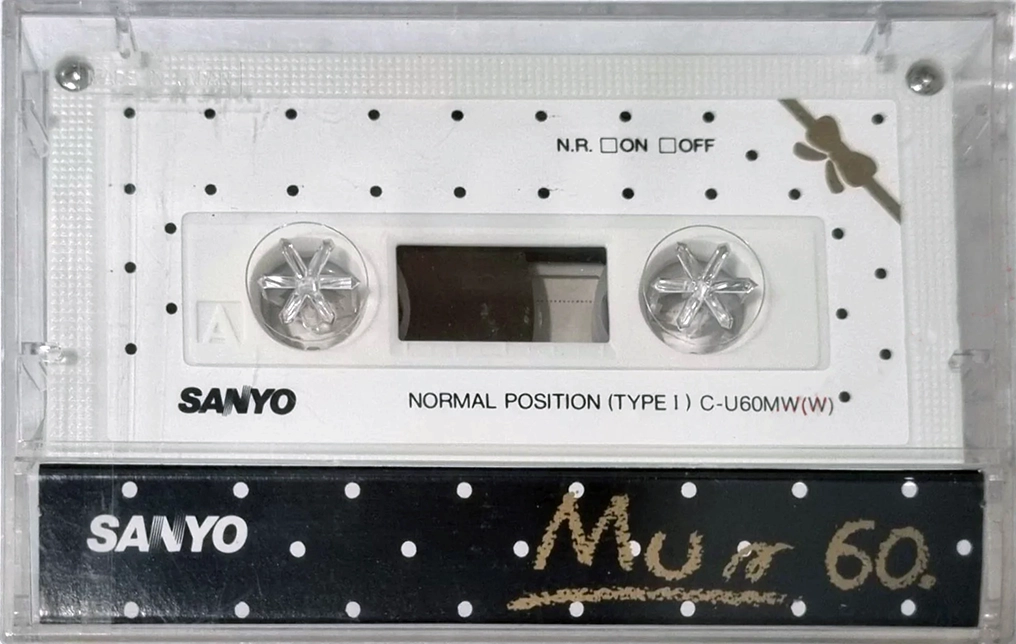 N.R. □ON □OFF
A
SANYO
NORMAL POSITION (TYPE I) C-U60MW(W)
SANYO
Mu 60.